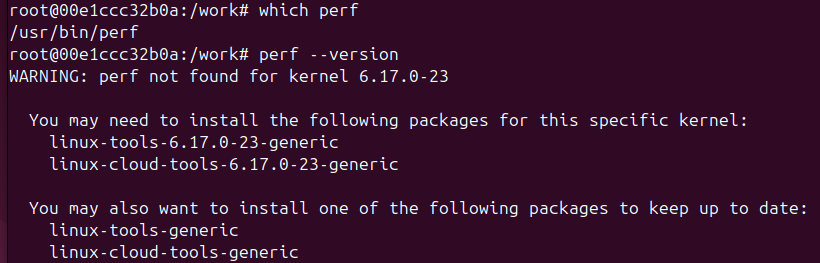 root@00e1ccc32b0a:/work# which perf
/usr/bin/perf
root@00e1ccc32b0a:/work# perf --version
WARNING: perf not found for kernel 6.17.0-23
You may need to install the following packages for this specific kernel:
linux-tools-6.17.0-23-generic
linux-cloud-tools-6.17.0-23-generic
You may also want to install one of the following packages to keep up to date:
linux-tools-generic
linux-cloud-tools-generic